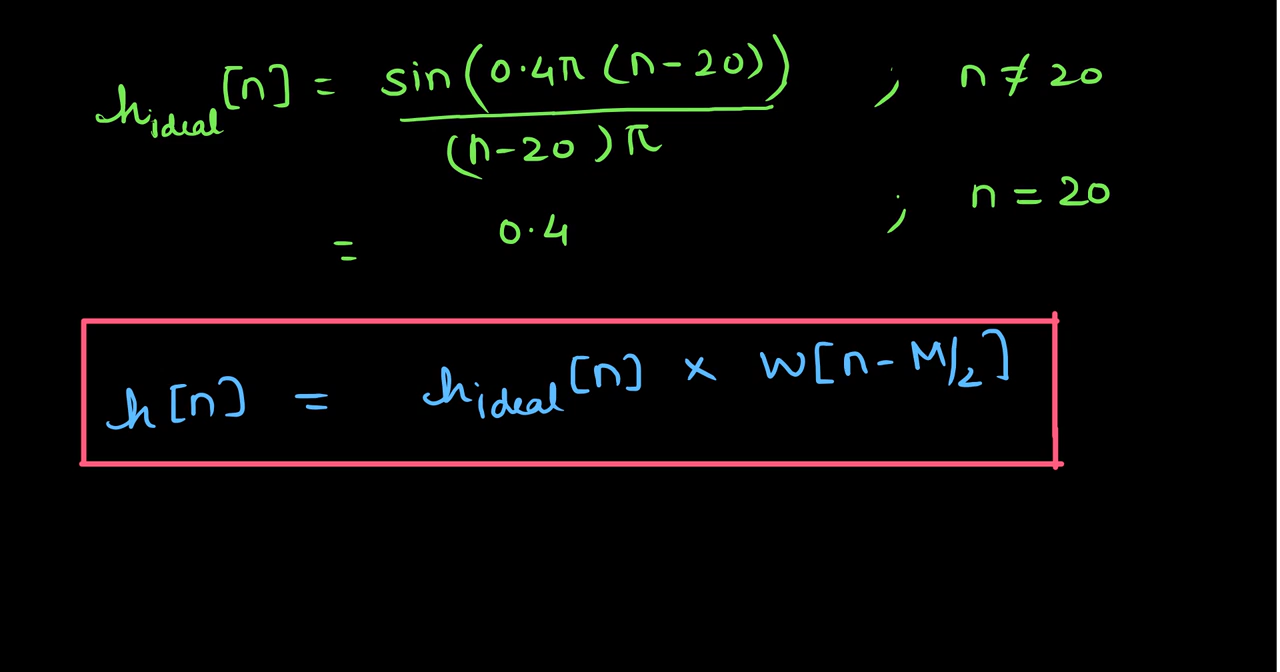 h_ideal[n] = sin(0.4π(n-20)) / (n-20)π ; n ≠ 20
= 0.4 ; n = 20
h[n] = h_ideal[n] × w[n-M/2]